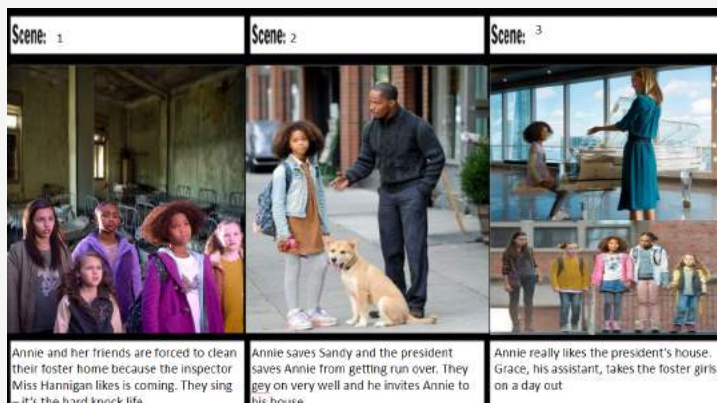 Scene: 1
Scene: 2
Scene: 3
Annie and her friends are forced to clean
their foster home because the inspector
Miss Hannigan likes is coming. They sing
– it's the hard knock life
Annie saves Sandy and the president
saves Annie from getting run over. They
gey on very well and he invites Annie to
his house
Annie really likes the president's house.
Grace, his assistant, takes the foster girls
on a day out